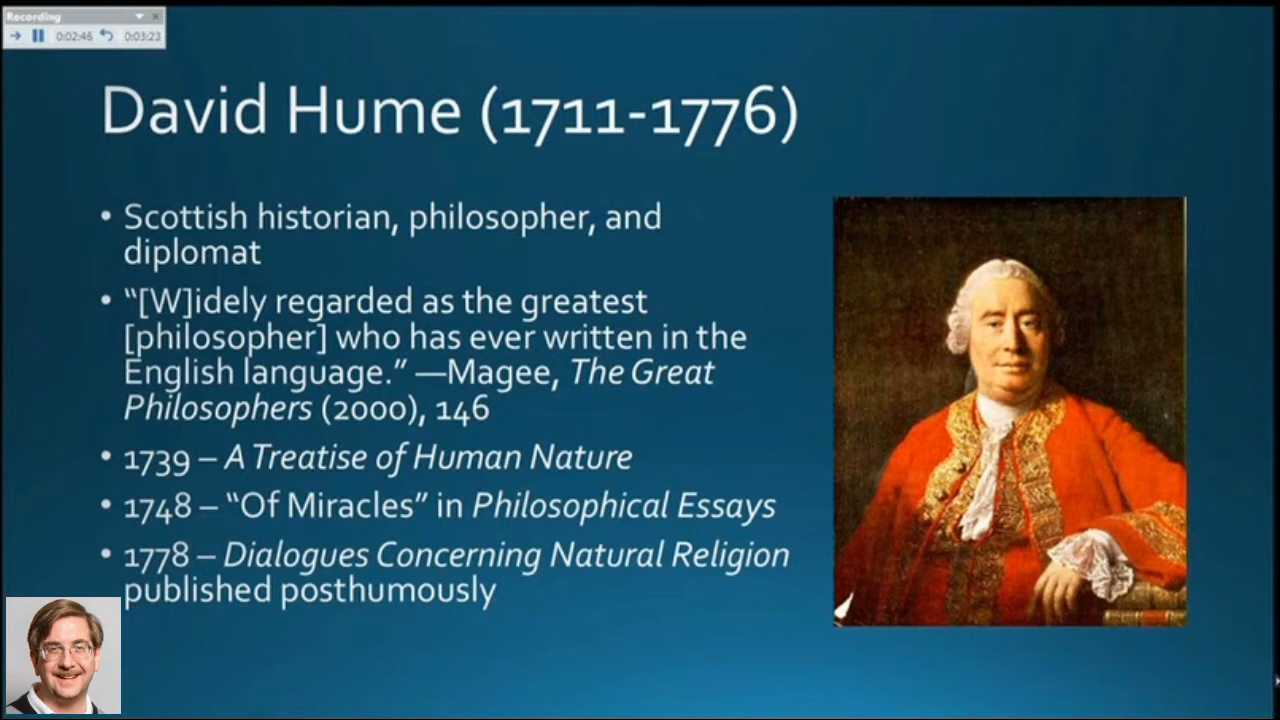 Recording
0:02:46 0:03:23
David Hume (1711-1776)
• Scottish historian, philosopher, and
diplomat
• “[W]idely regarded as the greatest
[philosopher] who has ever written in the
English language.” —Magee, The Great
Philosophers (2000), 146
• 1739 – A Treatise of Human Nature
• 1748 – “Of Miracles” in Philosophical Essays
• 1778 – Dialogues Concerning Natural Religion
published posthumously